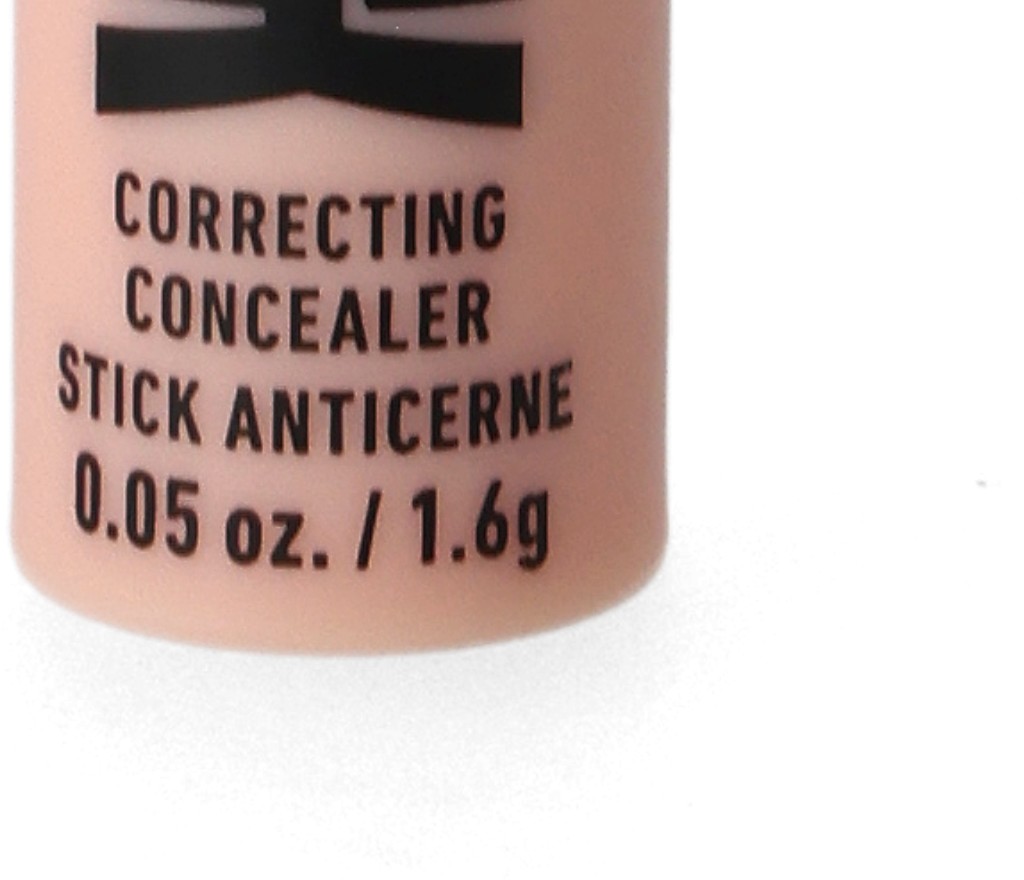 CORRECTING
CONCEALER
STICK ANTICERNE
0.05 oz. / 1.6g